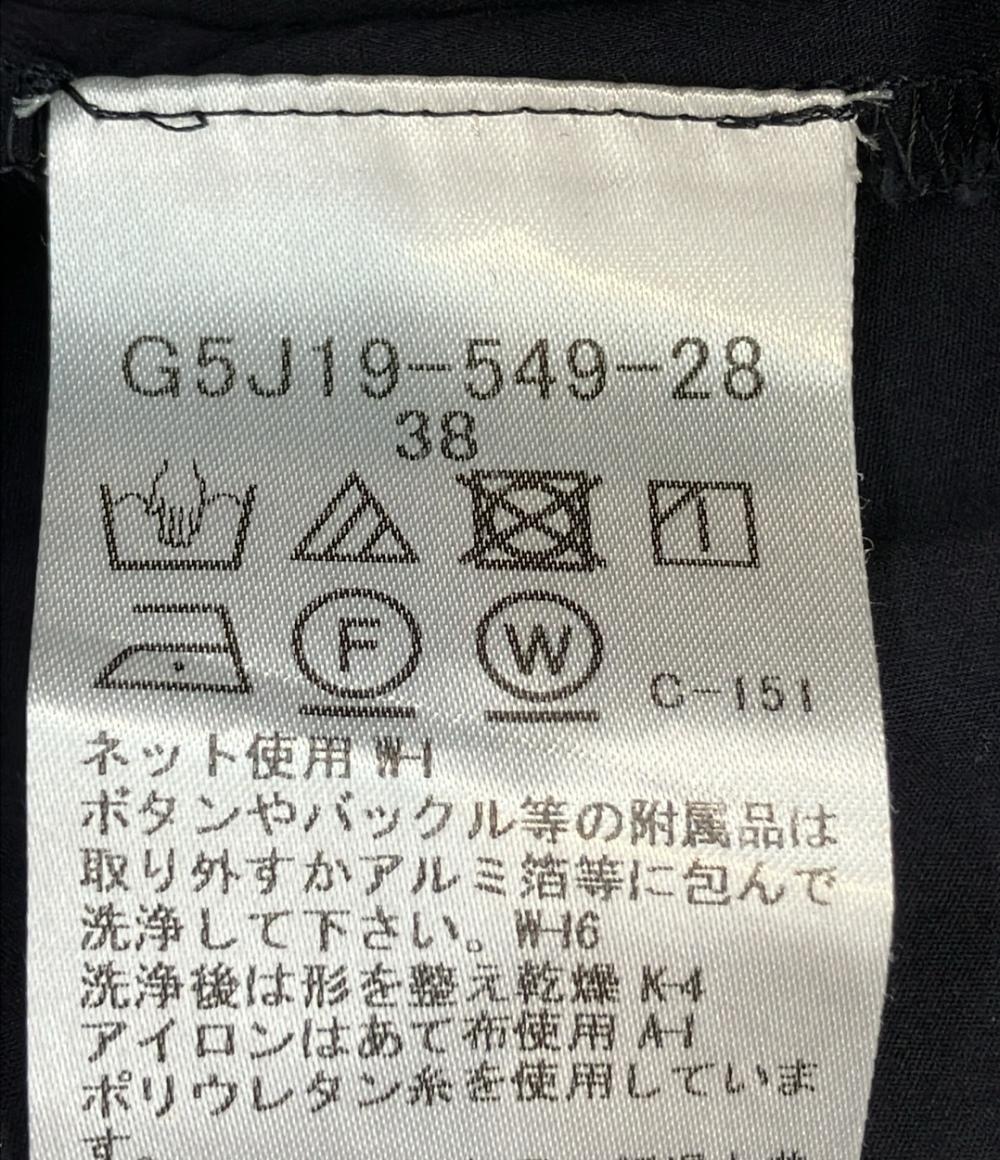 G5J19-549-28
38
F W C-151
ネット使用 W-1
ボタンやバックル等の附属品は
取り外すかアルミ箔等に包んで
洗浄して下さい。W-16
洗浄後は形を整え乾燥 K-4
アイロンはあて布使用 A-1
ポリウレタン糸を使用していま
す。